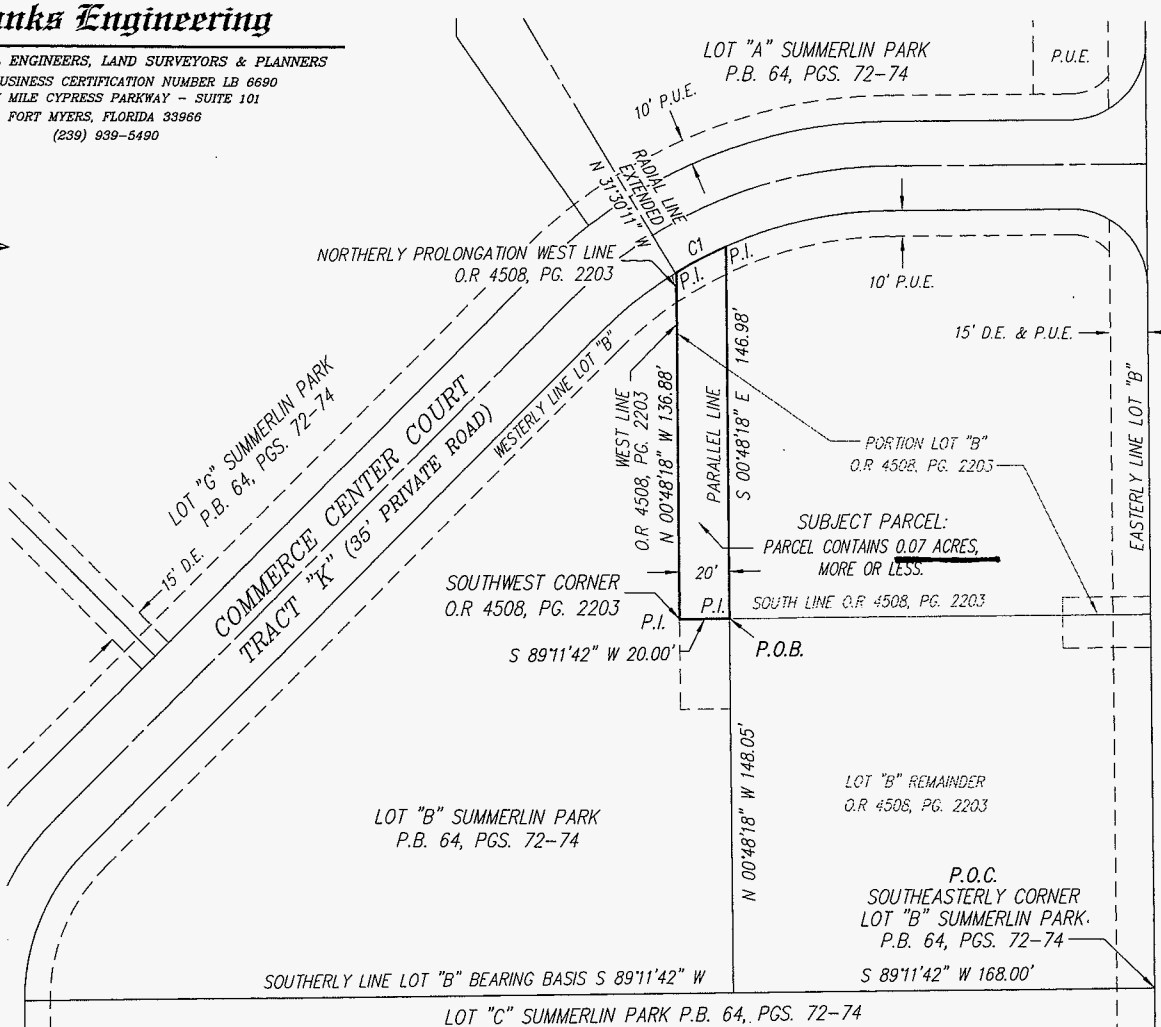 Engineering
ENGINEERS, LAND SURVEYORS & PLANNERS
CERTIFICATION NUMBER LB 6690
MILE CYPRESS PARKWAY - SUITE 101
FORT MYERS, FLORIDA 33966
(239) 939-5490
LOT "A" SUMMERLIN PARK
P.B. 64, PGS. 72-74
P.U.E.
10' P.U.E.
RADIAL LINE
EXTENDED
N 31°30'11" W
NORTHERLY PROLONGATION WEST LINE
O.R 4508, PG. 2203
C1
P.I.
P.I.
10' P.U.E.
15' D.E. & P.U.E.
LOT "G" SUMMERLIN PARK
P.B. 64, PGS. 72-74
15' D.E.
COMMERCE CENTER COURT
TRACT "K" (35' PRIVATE ROAD)
WESTERLY LINE LOT "B"
WEST LINE
O.R 4508, PG. 2203
N 00°48'18" W 136.88'
PARALLEL LINE
S 00°48'18" E 146.98'
PORTION LOT "B"
O.R 4508, PG. 2203
EASTERLY LINE LOT "B"
SUBJECT PARCEL:
PARCEL CONTAINS 0.07 ACRES,
MORE OR LESS.
SOUTHWEST CORNER
O.R 4508, PG. 2203
20'
P.I.
P.I.
SOUTH LINE O.R 4508, PG. 2203
S 89°11'42" W 20.00'
P.O.B.
N 00°48'18" W 148.05'
LOT "B" REMAINDER
O.R 4508, PG. 2203
LOT "B" SUMMERLIN PARK
P.B. 64, PGS. 72-74
P.O.C.
SOUTHEASTERLY CORNER
LOT "B" SUMMERLIN PARK
P.B. 64, PGS. 72-74
SOUTHERLY LINE LOT "B" BEARING BASIS S 89°11'42" W
S 89°11'42" W 168.00'
LOT "C" SUMMERLIN PARK P.B. 64, PGS. 72-74